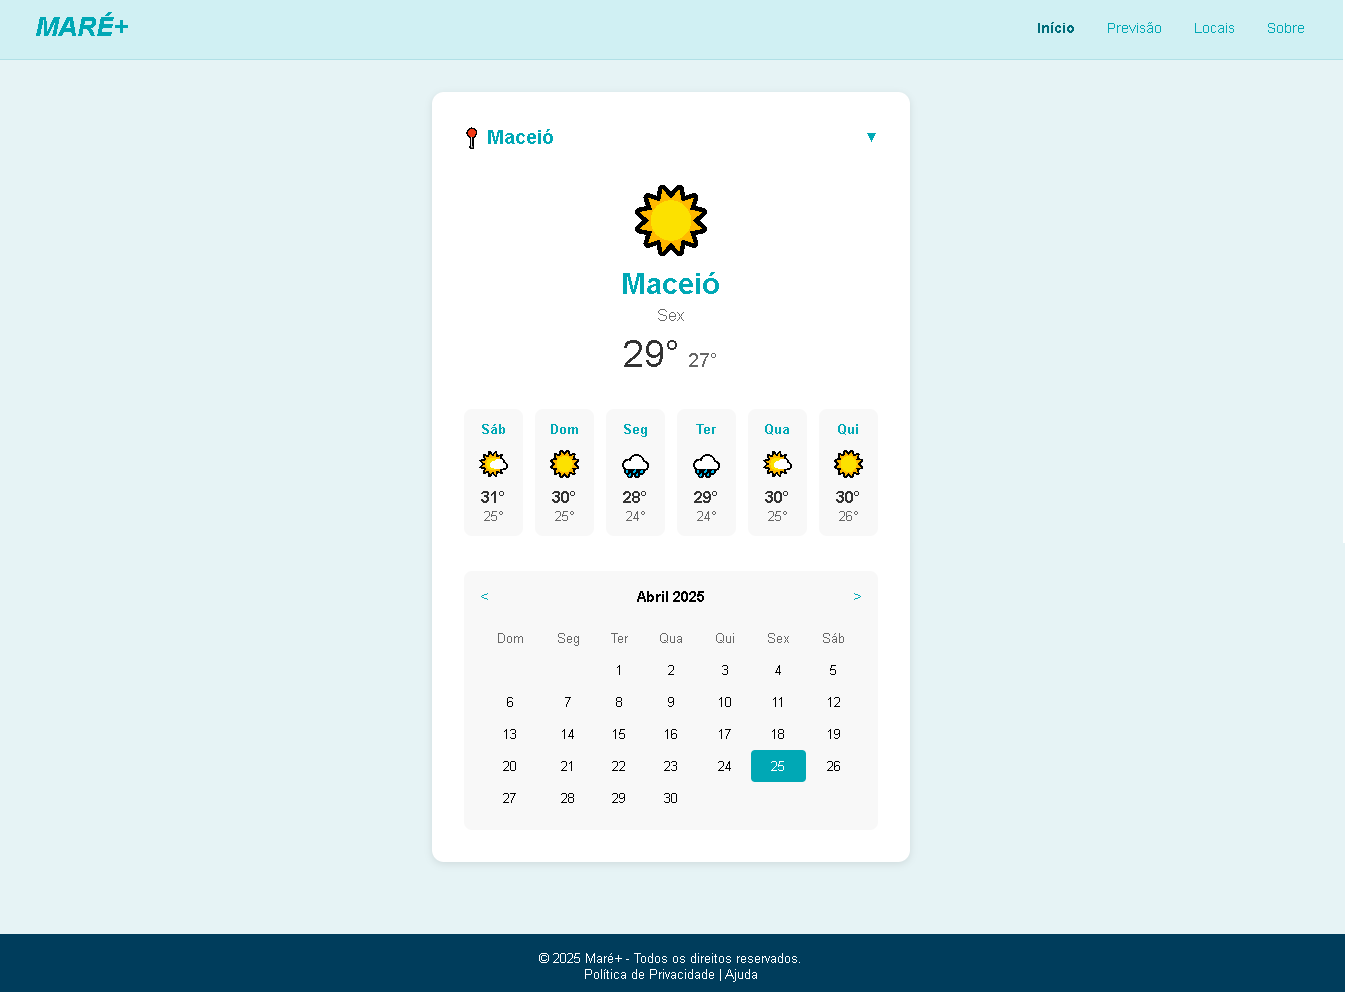 MARÉ+
Início Previsão Locais Sobre
Maceió ▼
Maceió
Sex
29° 27°
Sáb Dom Seg Ter Qua Qui
31° 30° 28° 29° 30° 30°
25° 25° 24° 24° 25° 26°
< Abril 2025 >
Dom Seg Ter Qua Qui Sex Sáb
1 2 3 4 5
6 7 8 9 10 11 12
13 14 15 16 17 18 19
20 21 22 23 24 25 26
27 28 29 30
© 2025 Maré+ - Todos os direitos reservados.
Política de Privacidade | Ajuda